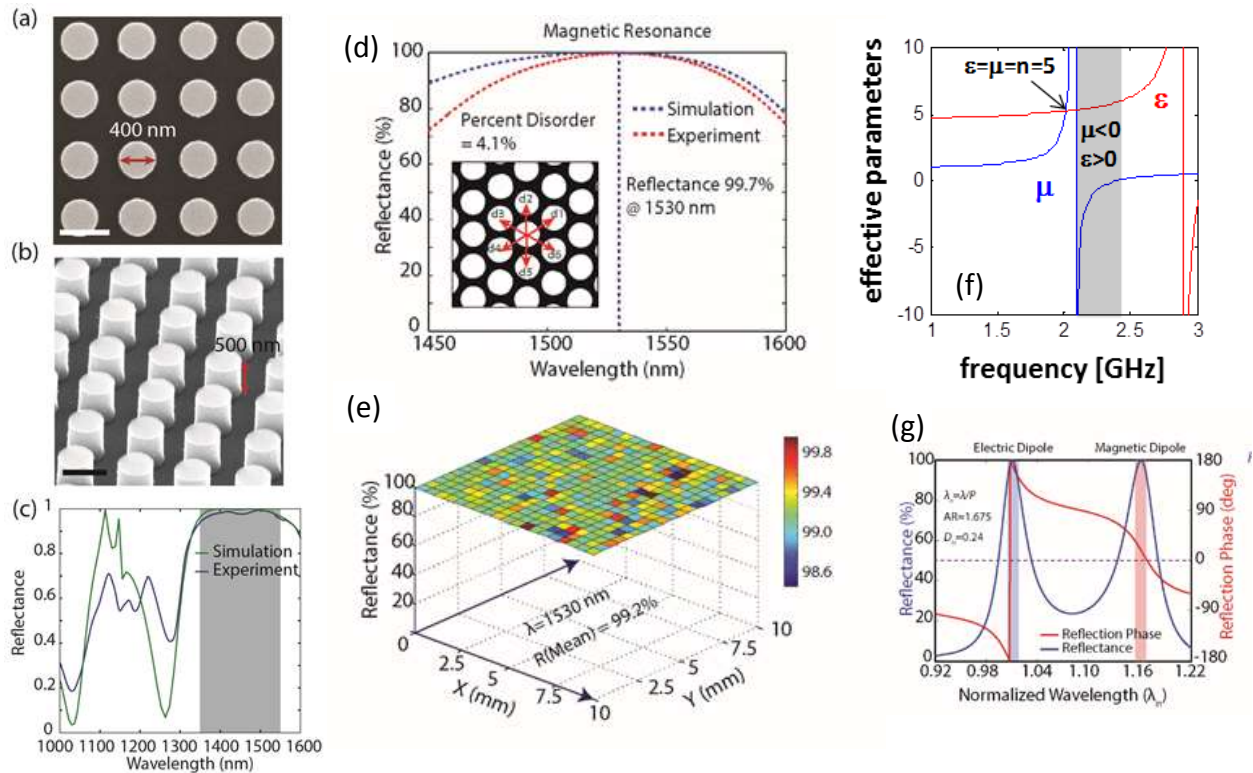 (a)
400 nm
(b)
500 nm
(c)
Reflectance
1
0.8
0.6
0.4
0.2
0
Simulation
Experiment
1000 1100 1200 1300 1400 1500 1600
Wavelength (nm)
(d)
Magnetic Resonance
Reflectance (%)
100
80
60
40
20
0
Percent Disorder
= 4.1%
Simulation
Experiment
Reflectance 99.7%
@ 1530 nm
d2
d3 d1
d4 d6
d5
1450 1500 1550 1600
Wavelength (nm)
(e)
Reflectance (%)
100
80
60
40
20
0
λ=1530 nm
R(Mean) = 99.2%
2.5
5
7.5
10
X (mm)
2.5
5
7.5
10
Y (mm)
99.8
99.4
99.0
98.6
effective parameters
10
5
0
-5
-10
ε=μ=n=5
ε
μ<0
ε>0
μ
(f)
1 1.5 2 2.5 3
frequency [GHz]
(g)
Electric Dipole Magnetic Dipole
Reflectance (%)
100
80
60
40
20
0
λn=λ/P
AR=1.675
Dn=0.24
Reflection Phase
Reflectance
180
90
0
-90
-180
Reflection Phase (deg)
0.92 0.98 1.04 1.10 1.16 1.22
Normalized Wavelength (λn)